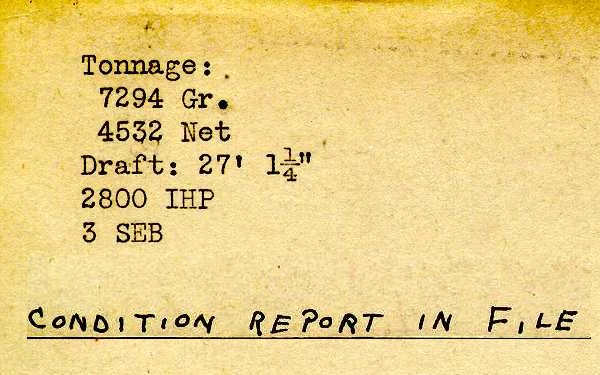 Tonnage:
7294 Gr.
4532 Net
Draft: 27' 1¼"
2800 IHP
3 SEB
CONDITION REPORT IN FILE